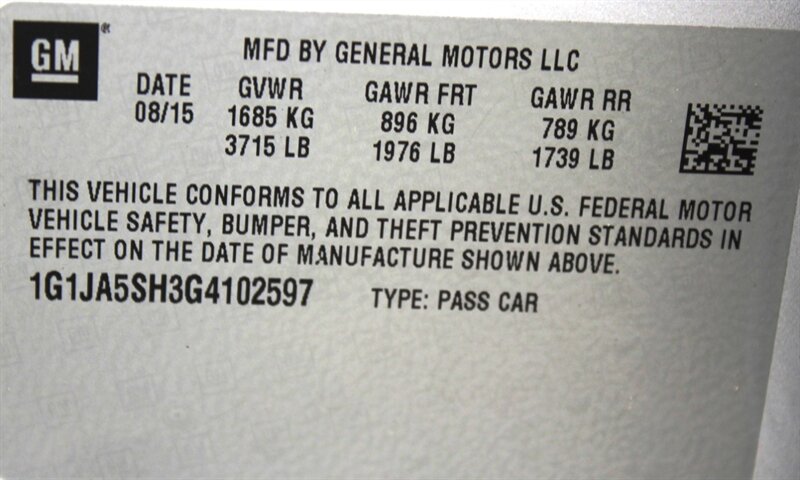 GM
MFD BY GENERAL MOTORS LLC
DATE GVWR GAWR FRT GAWR RR
08/15 1685 KG 896 KG 789 KG
3715 LB 1976 LB 1739 LB
THIS VEHICLE CONFORMS TO ALL APPLICABLE U.S. FEDERAL MOTOR
VEHICLE SAFETY, BUMPER, AND THEFT PREVENTION STANDARDS IN
EFFECT ON THE DATE OF MANUFACTURE SHOWN ABOVE.
1G1JA5SH3G4102597 TYPE: PASS CAR